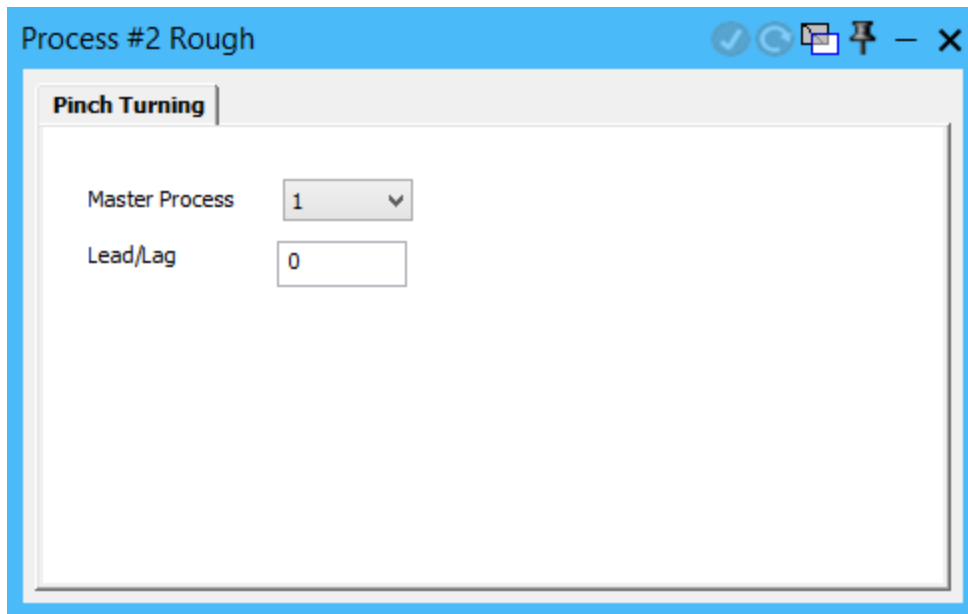 Process #2 Rough
Pinch Turning
Master Process 1
Lead/Lag 0